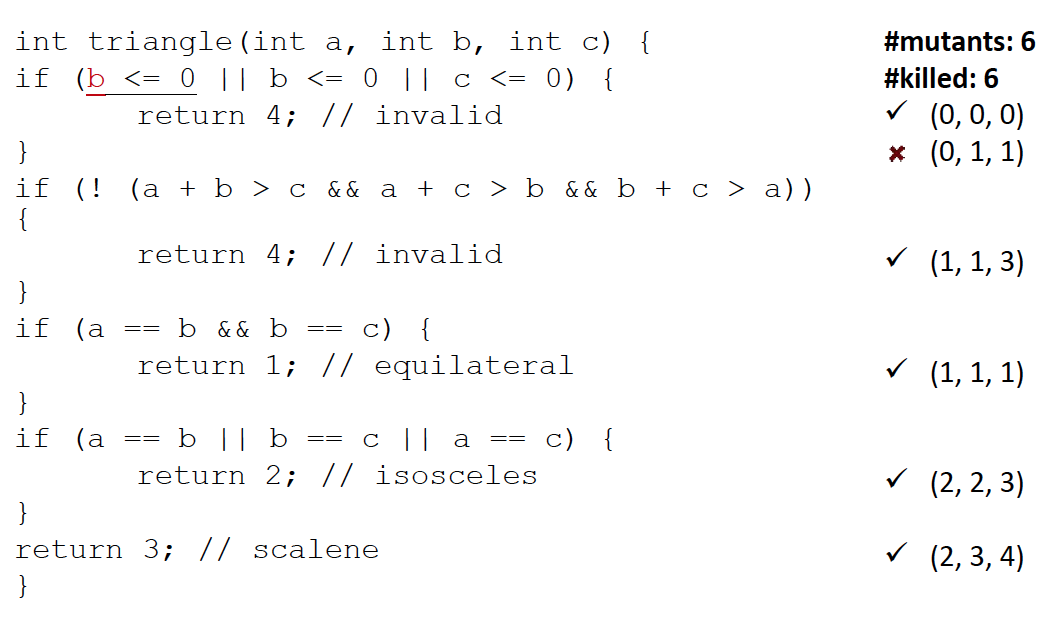 int triangle(int a, int b, int c) {
#mutants: 6
if (b <= 0 || b <= 0 || c <= 0) {
#killed: 6
return 4; // invalid
✓ (0, 0, 0)
}
✖ (0, 1, 1)
if (! (a + b > c && a + c > b && b + c > a))
{
return 4; // invalid
✓ (1, 1, 3)
}
if (a == b && b == c) {
return 1; // equilateral
✓ (1, 1, 1)
}
if (a == b || b == c || a == c) {
return 2; // isosceles
✓ (2, 2, 3)
}
return 3; // scalene
✓ (2, 3, 4)
}